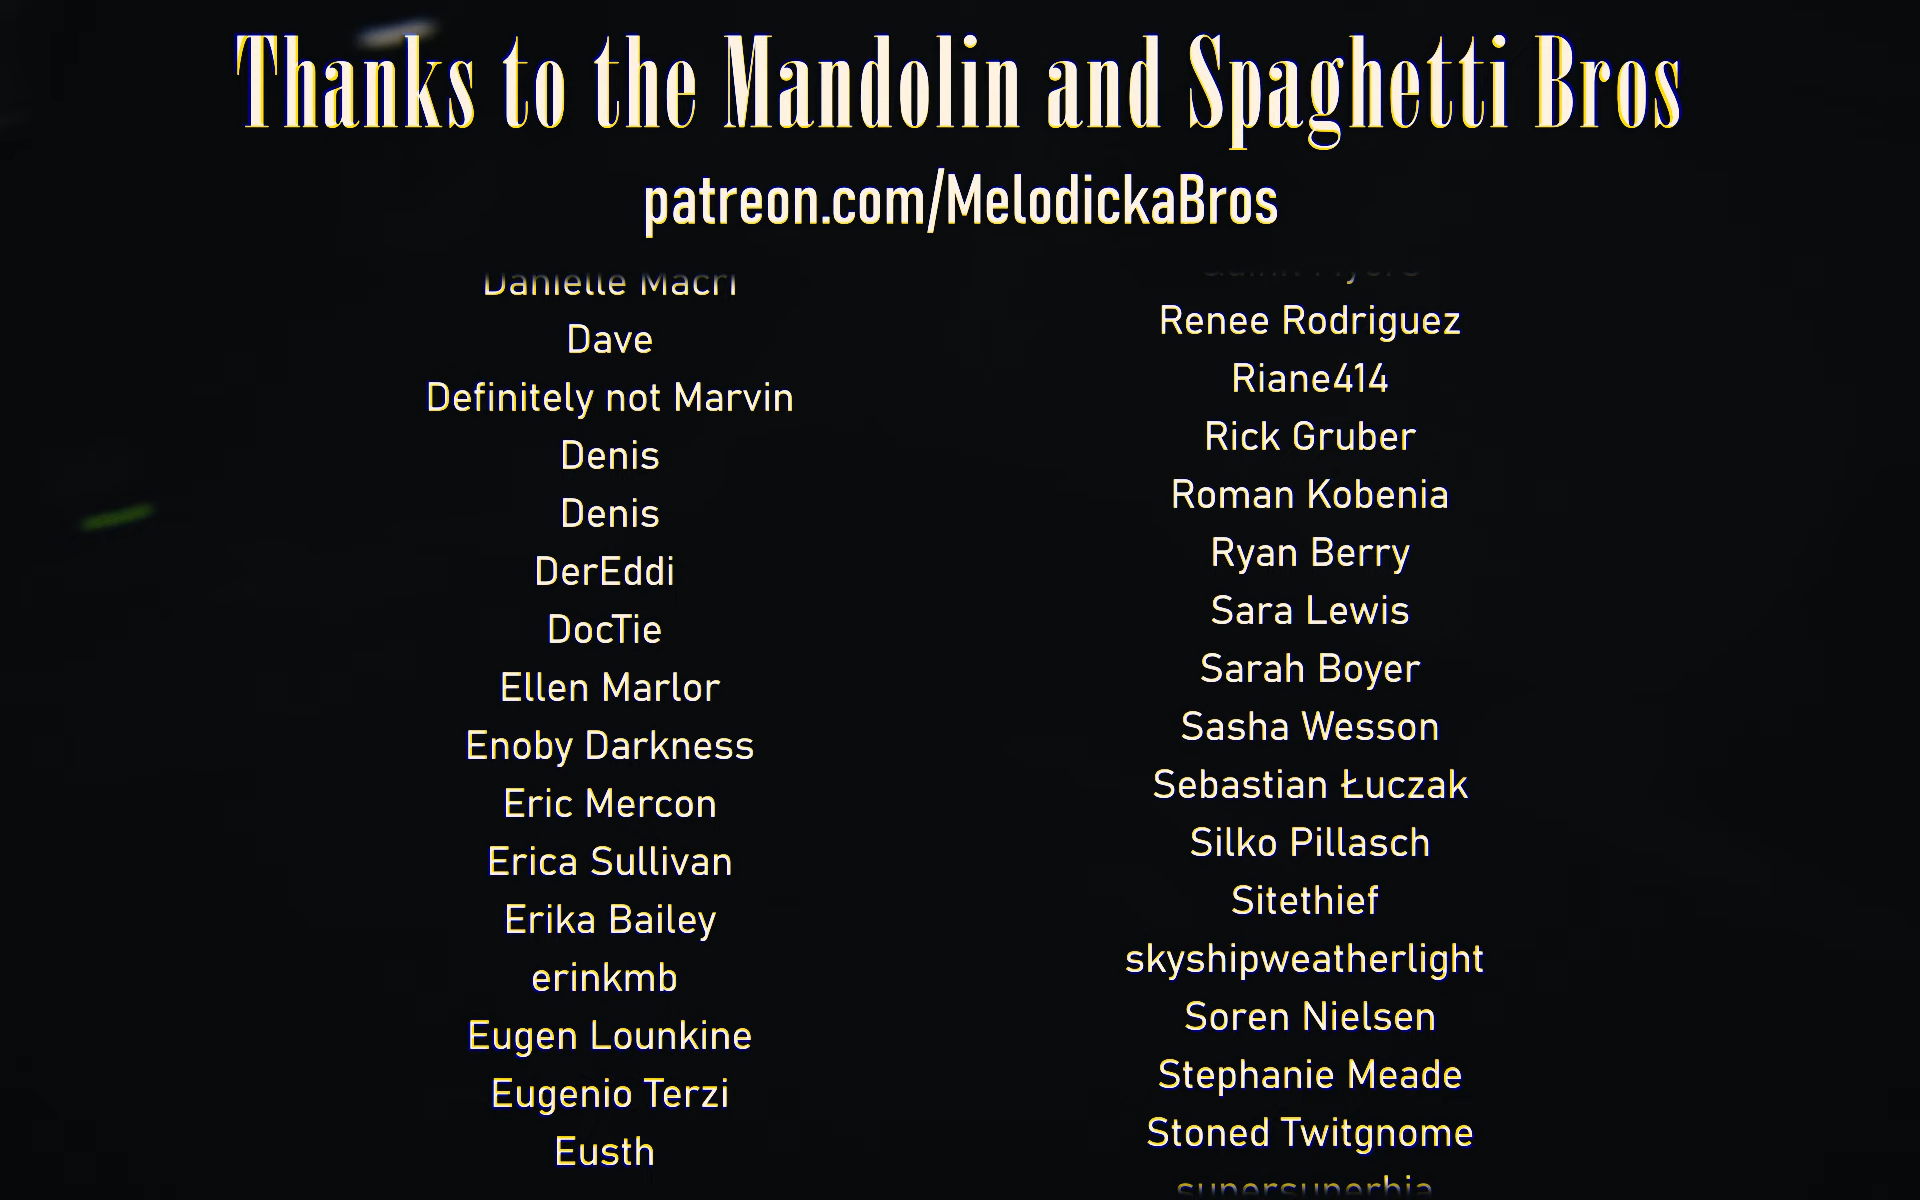 Thanks to the Mandolin and Spaghetti Bros
patreon.com/MelodickaBros
Danielle Macri
Dave
Definitely not Marvin
Denis
Denis
DerEddi
DocTie
Ellen Marlor
Enoby Darkness
Eric Mercon
Erica Sullivan
Erika Bailey
erinkmb
Eugen Lounkine
Eugenio Terzi
Eusth
Renee Rodriguez
Riane414
Rick Gruber
Roman Kobenia
Ryan Berry
Sara Lewis
Sarah Boyer
Sasha Wesson
Sebastian Łuczak
Silko Pillasch
Sitethief
skyshipweatherlight
Soren Nielsen
Stephanie Meade
Stoned Twitgnome